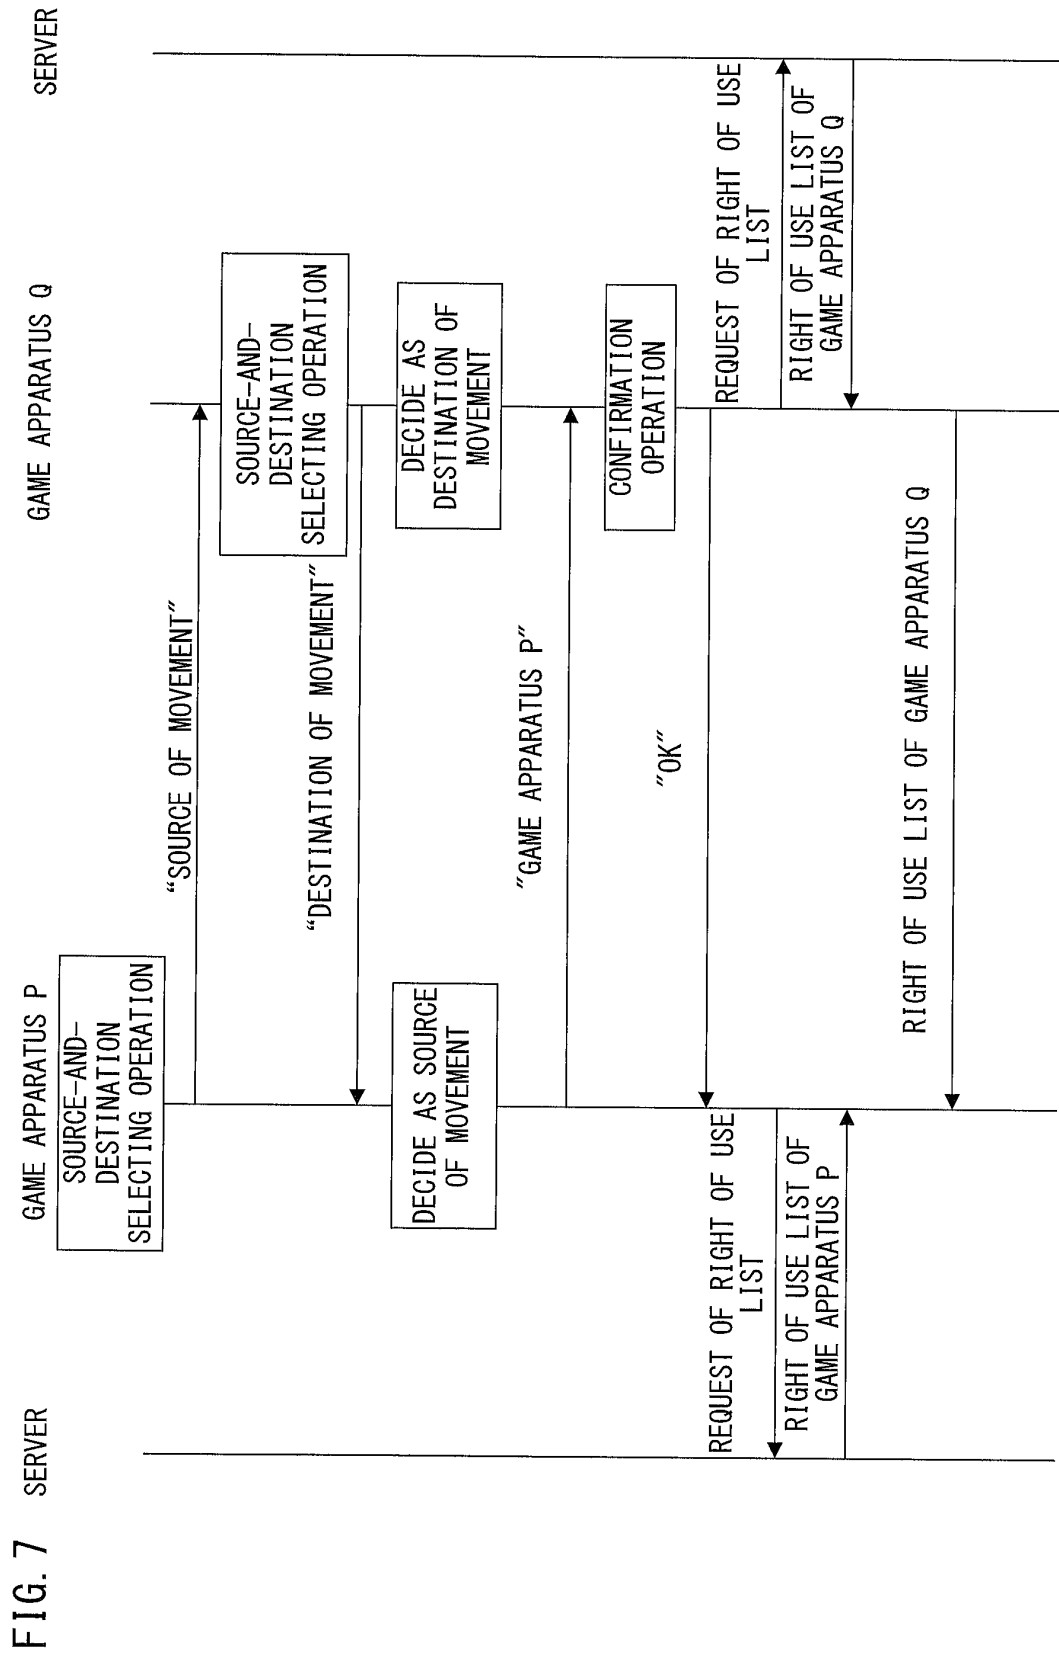 FIG. 7
SERVER
GAME APPARATUS P
GAME APPARATUS Q
SERVER
SOURCE-AND-
DESTINATION
SELECTING OPERATION
“SOURCE OF MOVEMENT”
SOURCE-AND-
DESTINATION
SELECTING OPERATION
“DESTINATION OF MOVEMENT”
DECIDE AS SOURCE
OF MOVEMENT
DECIDE AS
DESTINATION OF
MOVEMENT
”GAME APPARATUS P”
CONFIRMATION
OPERATION
”OK”
REQUEST OF RIGHT OF USE
LIST
REQUEST OF RIGHT OF USE
LIST
RIGHT OF USE LIST OF
GAME APPARATUS P
RIGHT OF USE LIST OF
GAME APPARATUS Q
RIGHT OF USE LIST OF GAME APPARATUS Q